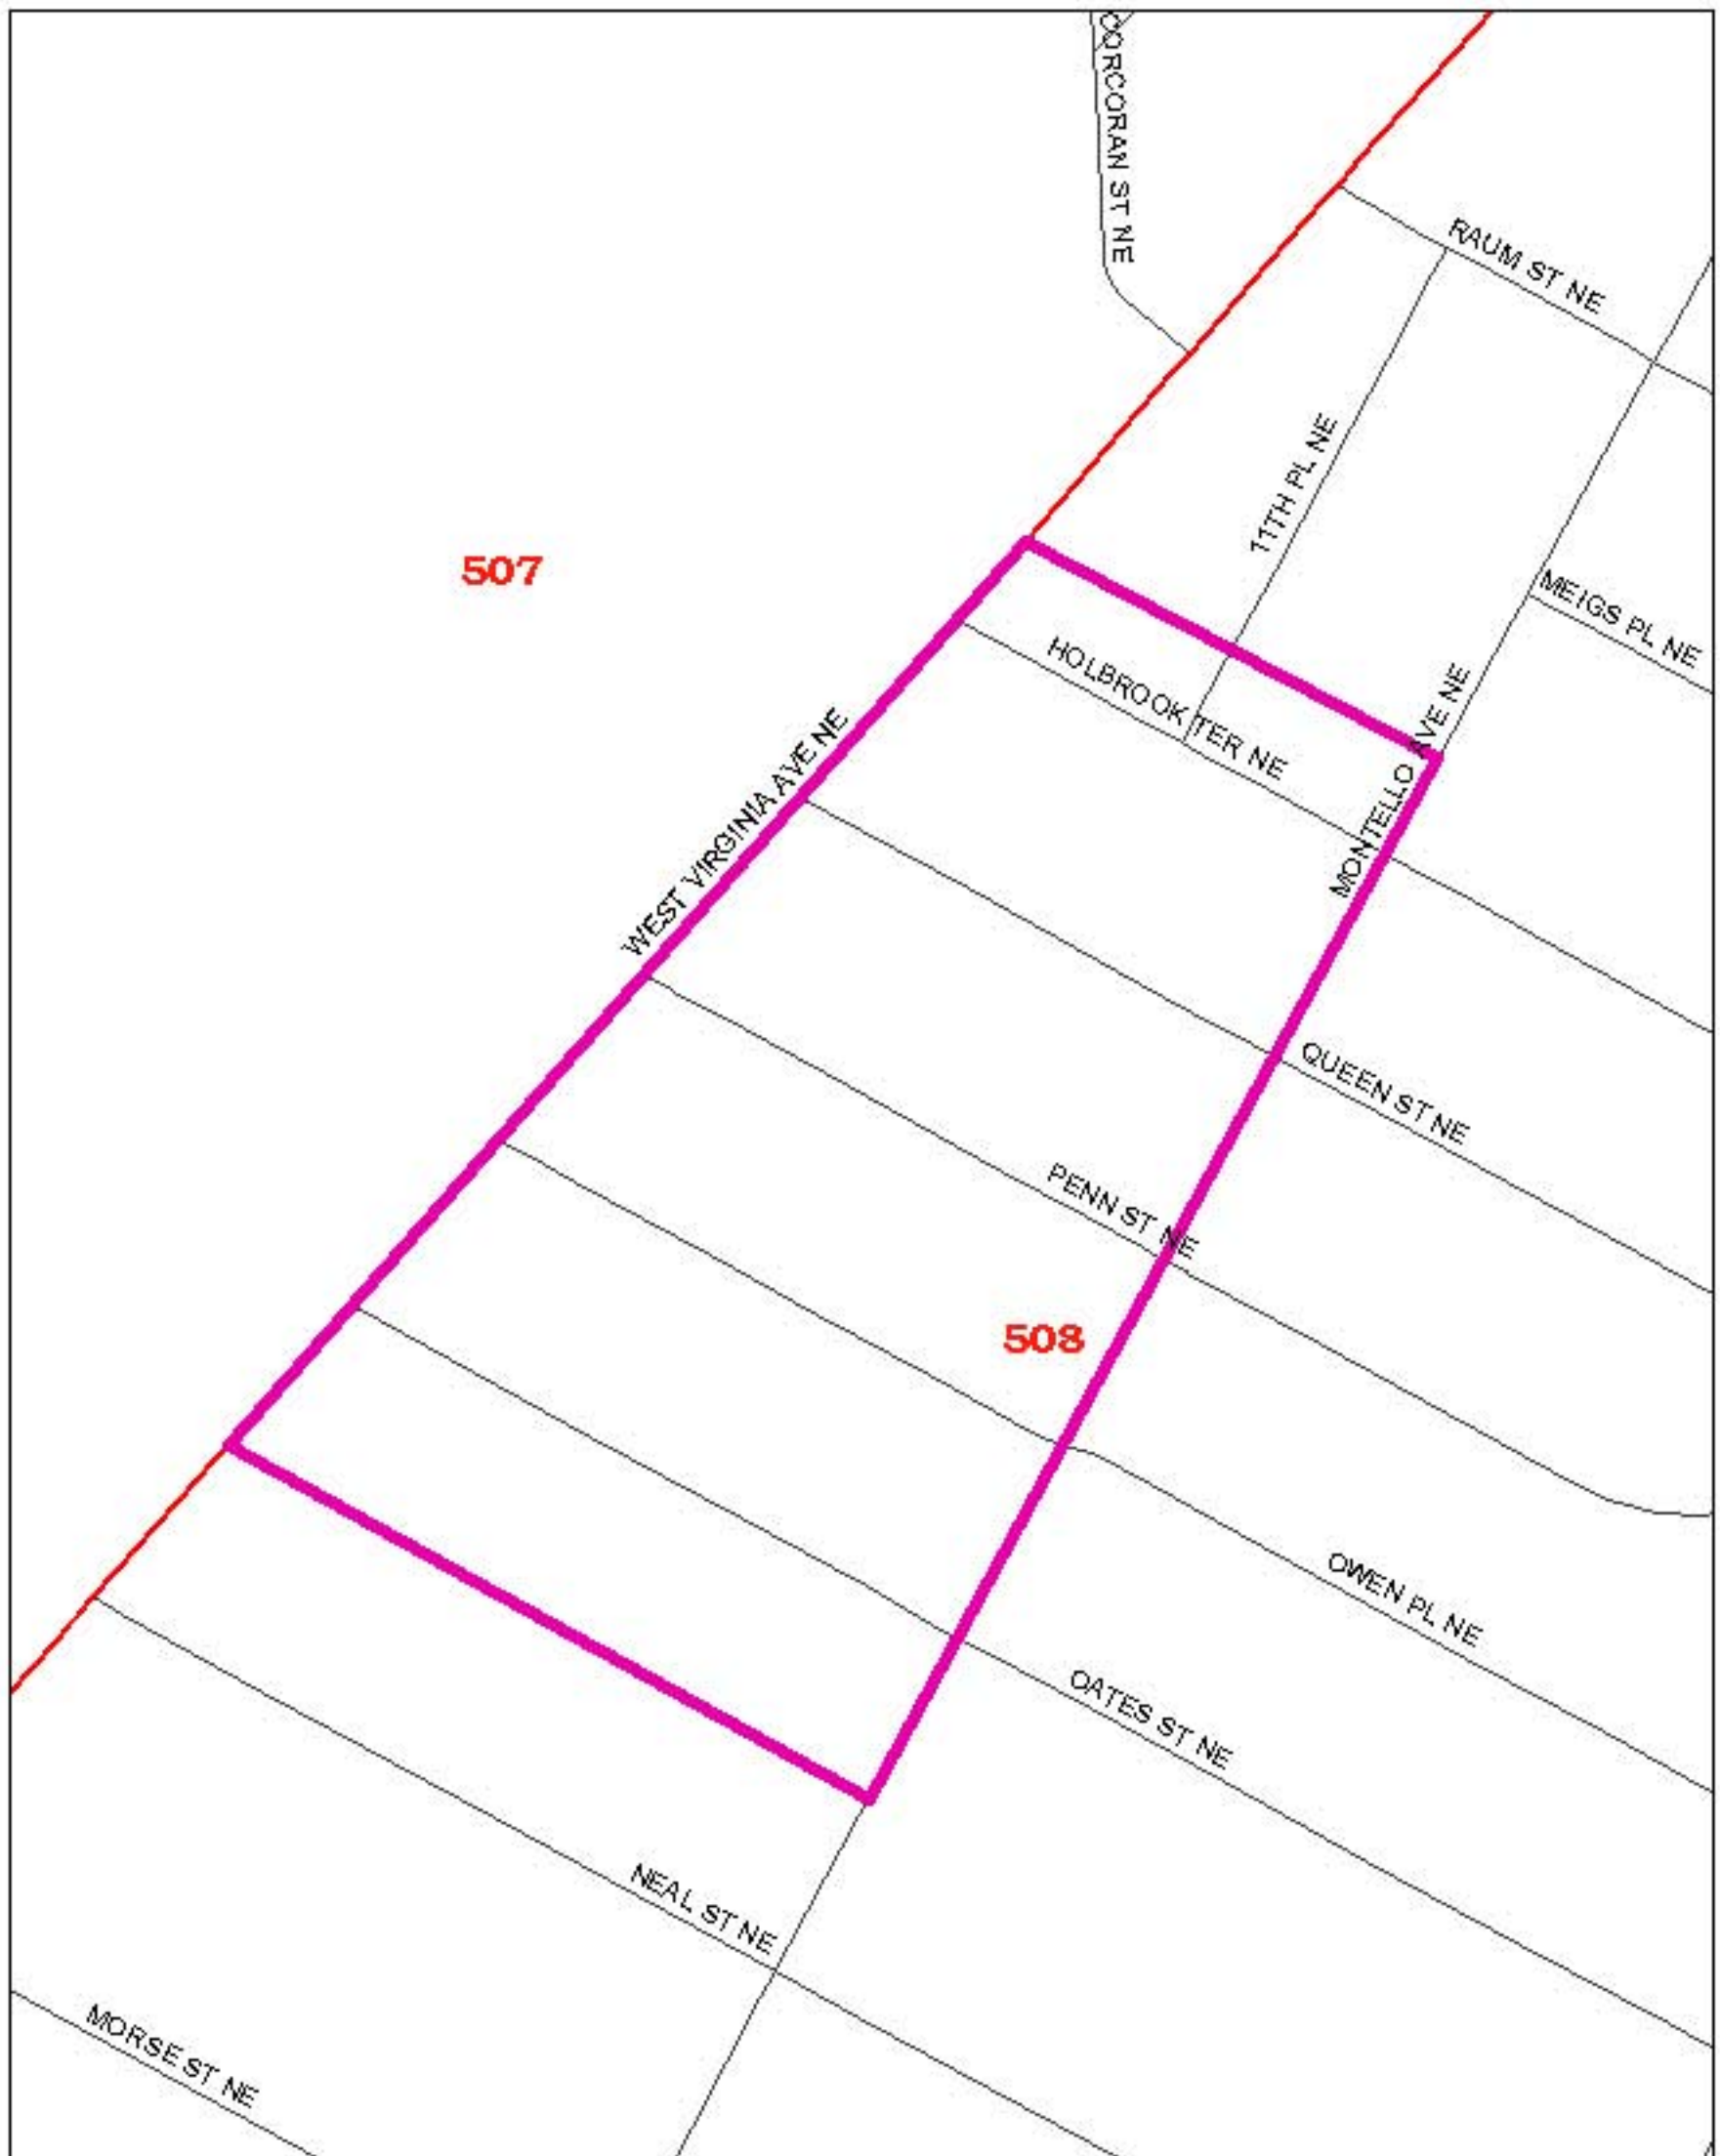 CORCORAN ST NE
RAUM ST NE
11TH PL NE
507
MEIGS PL NE
HOLBROOK TER NE
MONTELLO AVE NE
WEST VIRGINIA AVE NE
QUEEN ST NE
PENN ST NE
508
OWEN PL NE
OATES ST NE
NEAL ST NE
MORSE ST NE